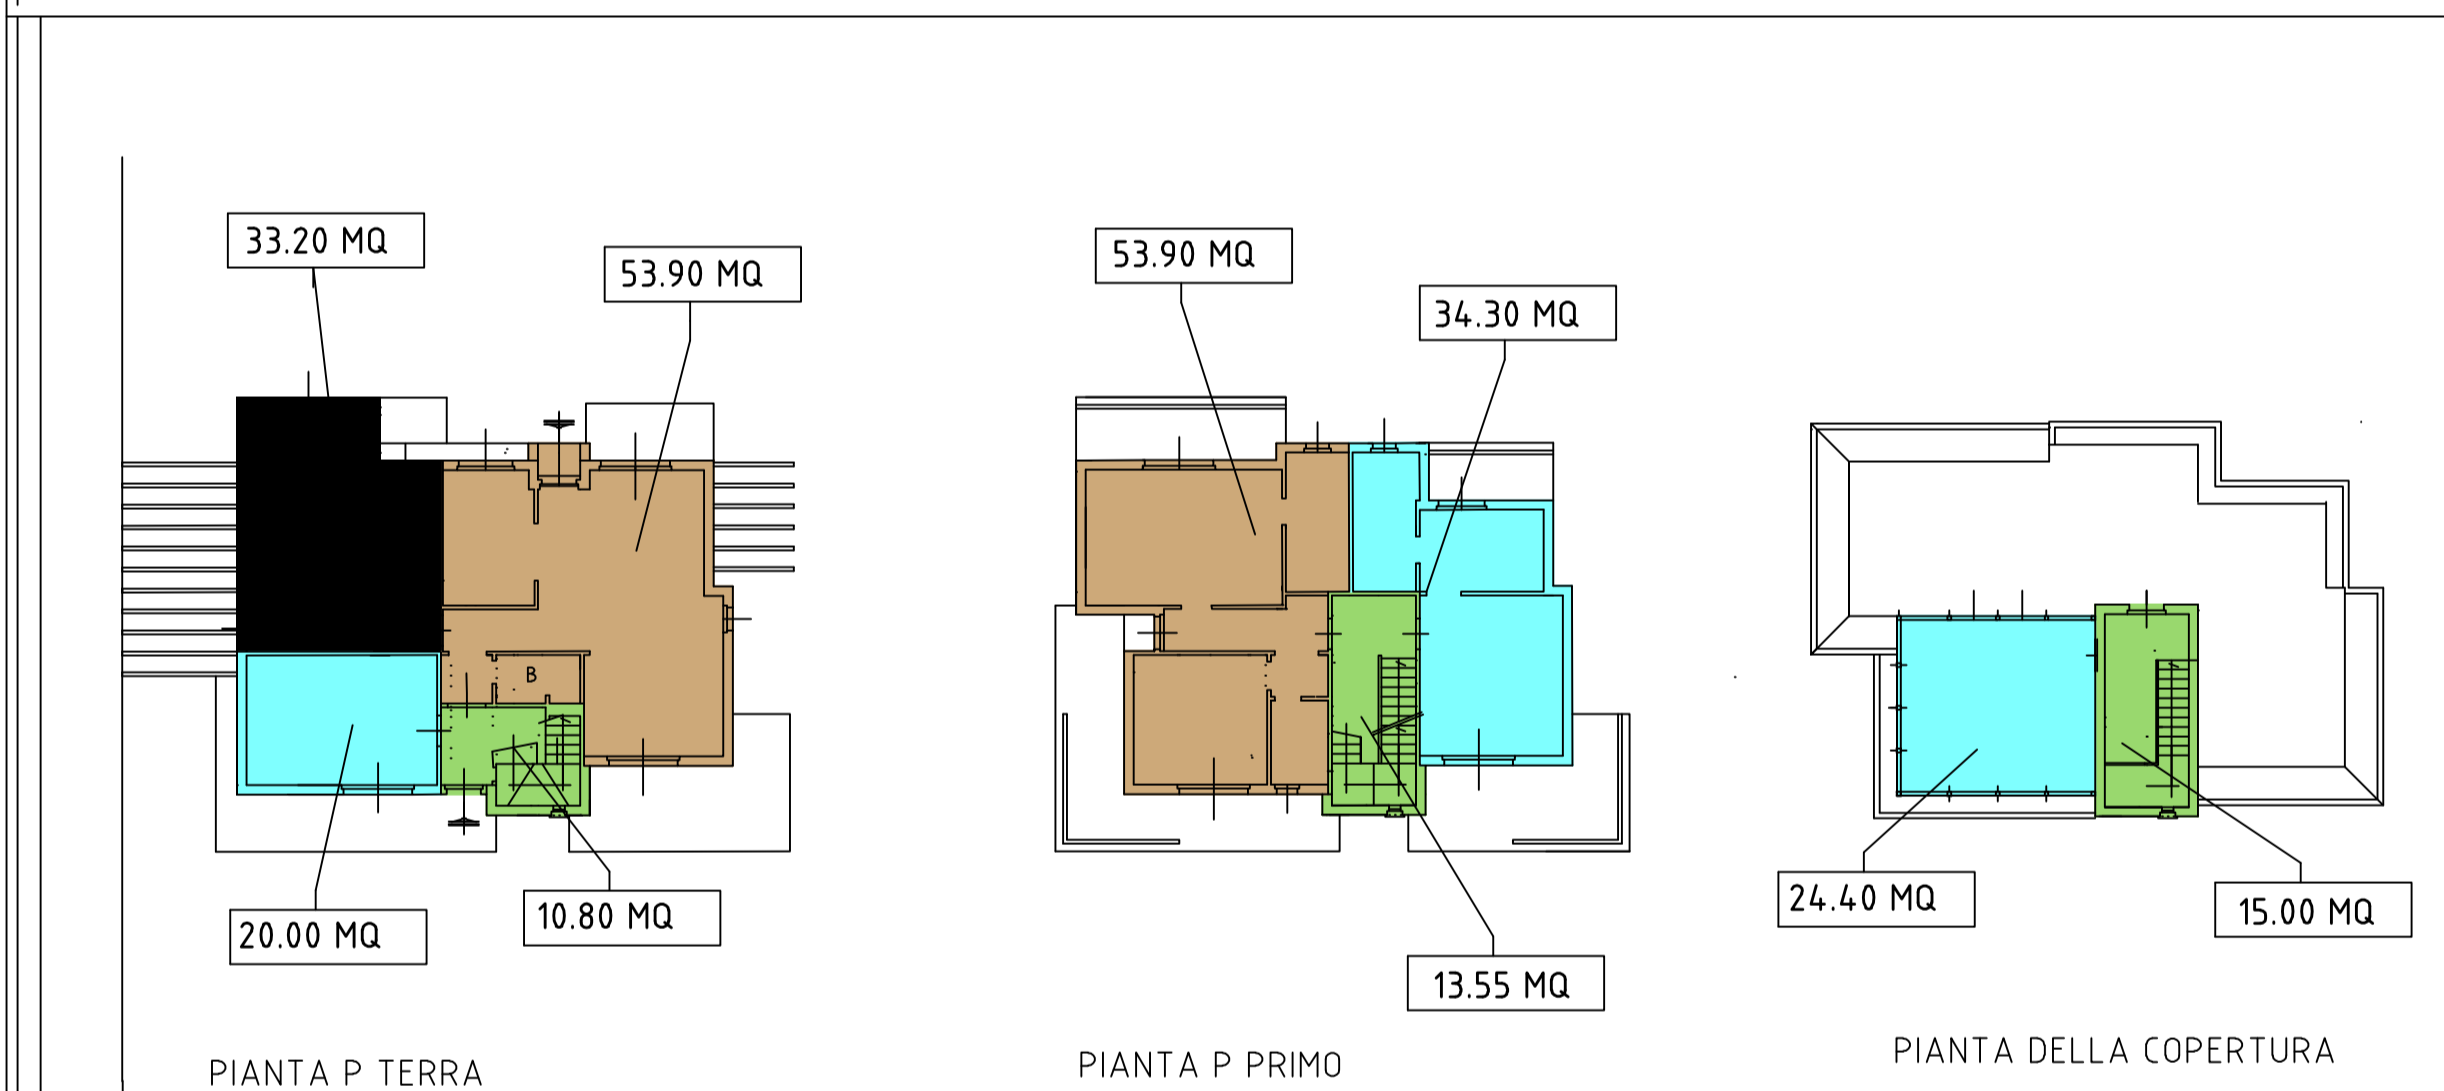 33.20 MQ
53.90 MQ
B
20.00 MQ
10.80 MQ
PIANTA P TERRA
53.90 MQ
34.30 MQ
13.55 MQ
PIANTA P PRIMO
24.40 MQ
15.00 MQ
PIANTA DELLA COPERTURA